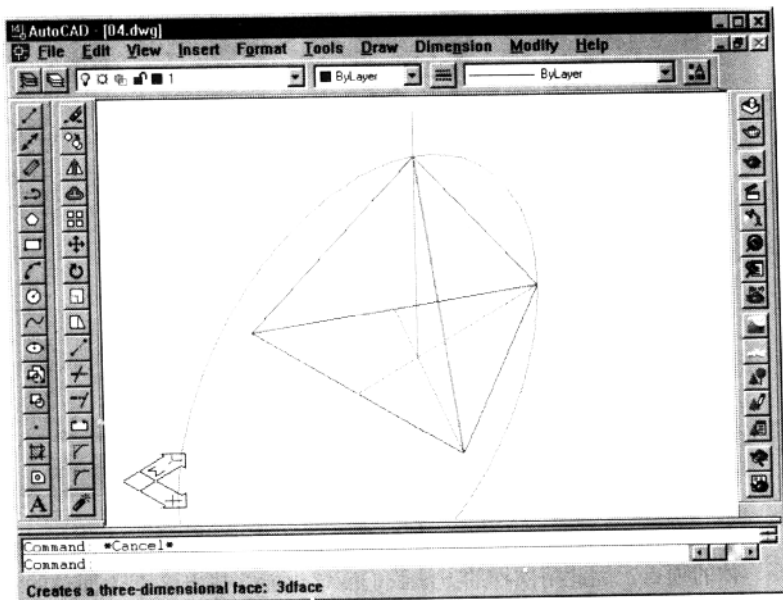 AutoCAD - [04.dwg]
File Edit View Insert Format Tools Draw Dimension Modify Help
1 ByLayer ByLayer
A
Command: *Cancel*
Command:
Creates a three-dimensional face: 3dface